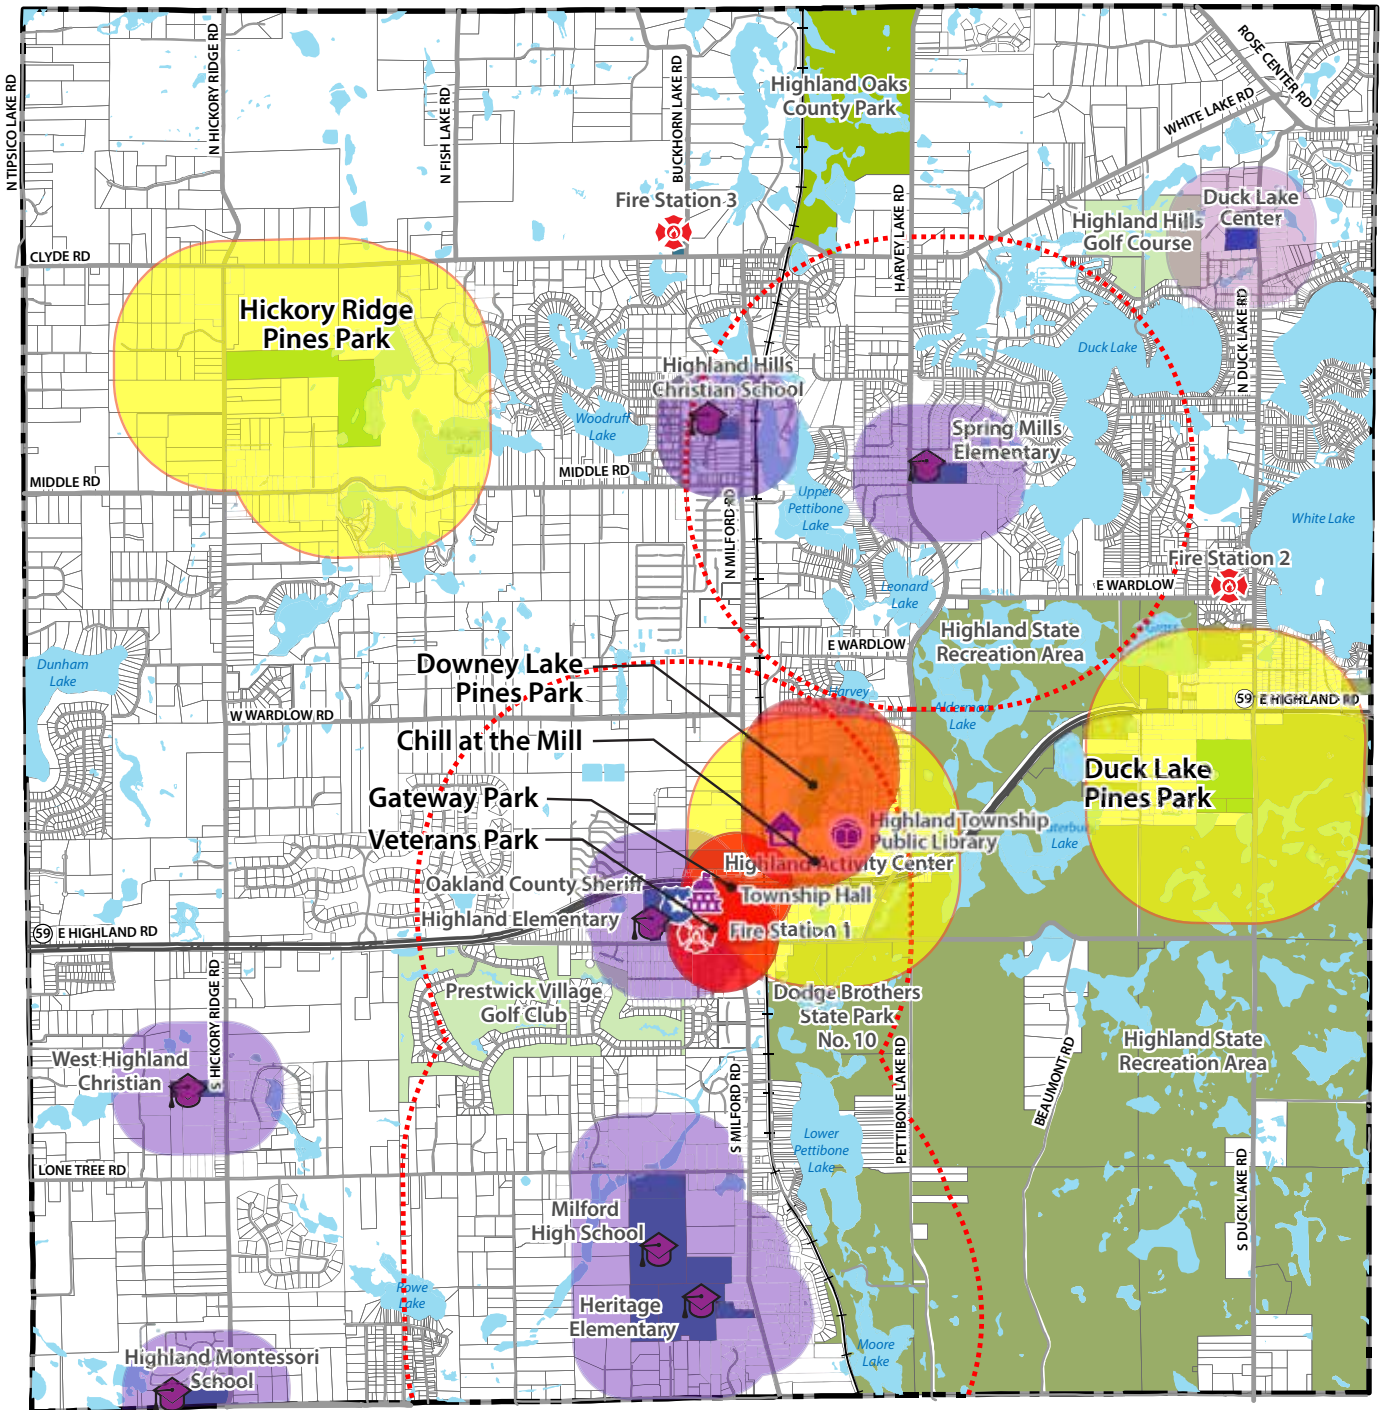 N TIPSICO LAKE RD
N HICKORY RIDGE RD
N FISH LAKE RD
BUCKHORN LAKE RD
Highland Oaks
County Park
ROSE CENTER RD
WHITE LAKE RD
HARVEY LAKE RD
Fire Station 3
Duck Lake
Center
Highland Hills
Golf Course
CLYDE RD
Hickory Ridge
Pines Park
N DUCK LAKE RD
Duck Lake
Highland Hills
Christian School
Woodruff
Lake
Spring Mills
Elementary
MIDDLE RD
MIDDLE RD
Upper
Pettibone
Lake
N MILFORD RD
White Lake
Fire Station 2
E WARDLOW
Leonard
Lake
Highland State
Recreation Area
E WARDLOW
Dunham
Lake
Downey Lake
Pines Park
Harvey
59
E HIGHLAND RD
W WARDLOW RD
Alderman
Lake
Chill at the Mill
Duck Lake
Pines Park
Gateway Park
Veterans Park
Highland Township
Public Library
Lake
Highland Activity Center
Oakland County Sheriff
Township Hall
Highland Elementary
Fire Station 1
59
E HIGHLAND RD
Prestwick Village
Golf Club
Dodge Brothers
State Park
No. 10
S HICKORY RIDGE RD
West Highland
Christian
Highland State
Recreation Area
PETTIBONE LAKE RD
BEAUMONT RD
S MILFORD RD
Lower
Pettibone
Lake
LONE TREE RD
S DUCK LAKE RD
Milford
High School
Rowe
Lake
Heritage
Elementary
Moore
Lake
Highland Montessori
School